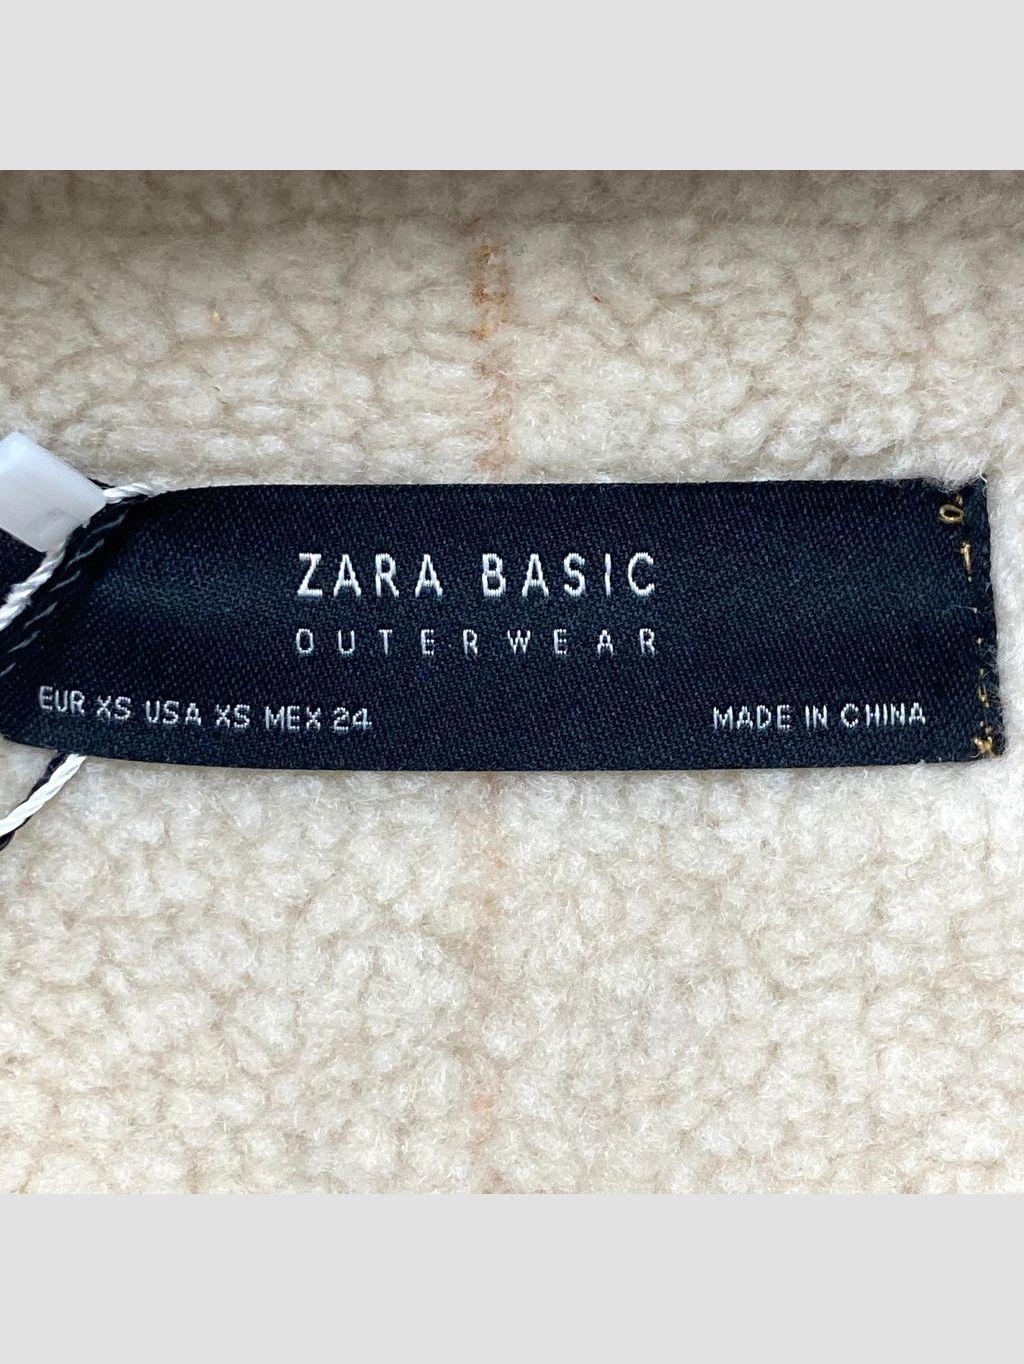 ZARA BASIC
OUTERWEAR
EUR XS USA XS MEX 24
MADE IN CHINA